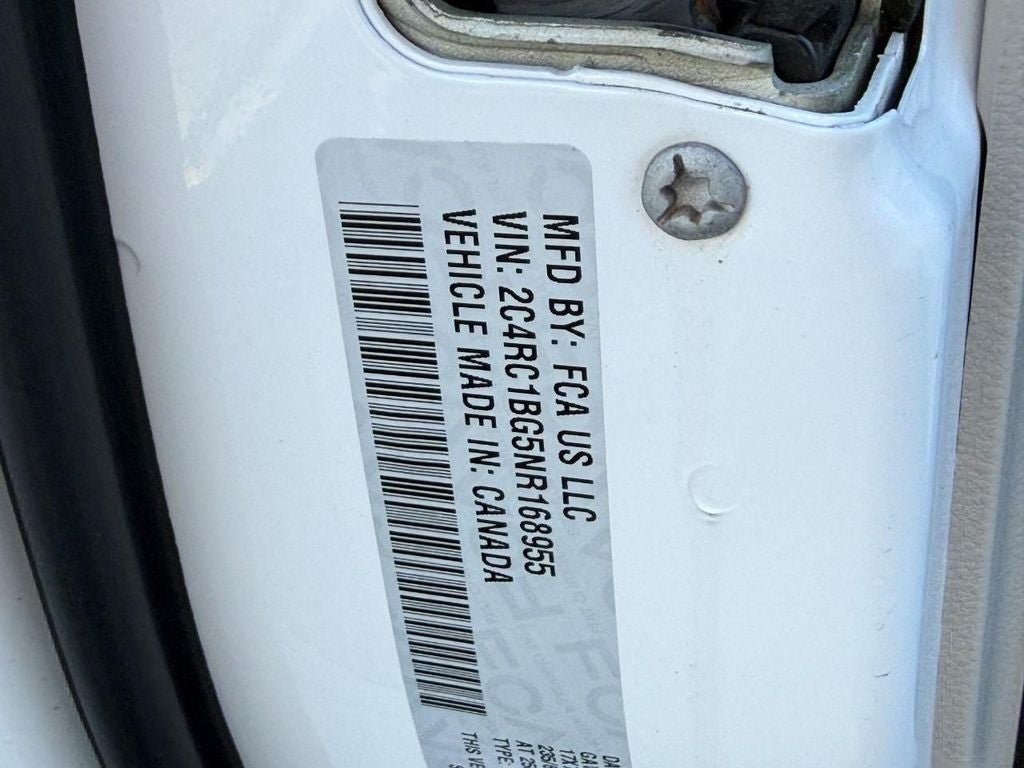 MFD BY: FCA US LLC
VIN: 2C4RC1BG5NR168955
VEHICLE MADE IN: CANADA